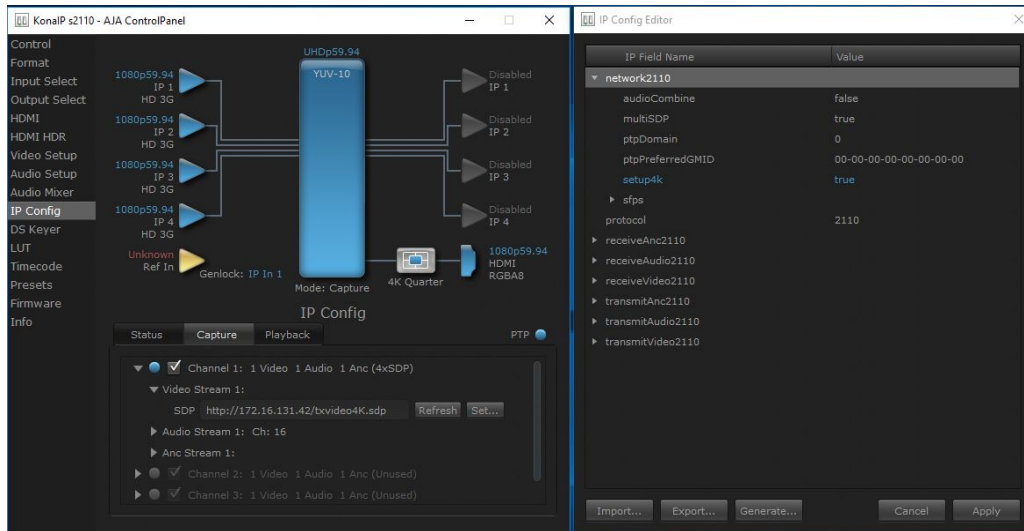 KonaIP s2110 - AJA ControlPanel
Control
Format
Input Select
Output Select
HDMI
HDMI HDR
Video Setup
Audio Setup
Audio Mixer
IP Config
DS Keyer
LUT
Timecode
Presets
Firmware
Info
UHDp59.94
YUV-10
1080p59.94
IP 1
HD 3G
1080p59.94
IP 2
HD 3G
1080p59.94
IP 3
HD 3G
1080p59.94
IP 4
HD 3G
Unknown
Ref In
Genlock: IP In 1
Mode: Capture
Disabled
IP 1
Disabled
IP 2
Disabled
IP 3
Disabled
IP 4
4K Quarter
1080p59.94
HDMI
RGBA8
IP Config
Status Capture Playback PTP
Channel 1: 1 Video 1 Audio 1 Anc (4xSDP)
Video Stream 1:
SDP http://172.16.131.42/txvideo4K.sdp Refresh Set...
Audio Stream 1: Ch: 16
Anc Stream 1:
Channel 2: 1 Video 1 Audio 1 Anc (Unused)
Channel 3: 1 Video 1 Audio 1 Anc (Unused)
IP Config Editor
IP Field Name Value
network2110
audioCombine false
multiSDP true
ptpDomain 0
ptpPreferredGMID 00-00-00-00-00-00-00-00
setup4k true
sfps
protocol 2110
receiveAnc2110
receiveAudio2110
receiveVideo2110
transmitAnc2110
transmitAudio2110
transmitVideo2110
Import... Export... Generate... Cancel Apply